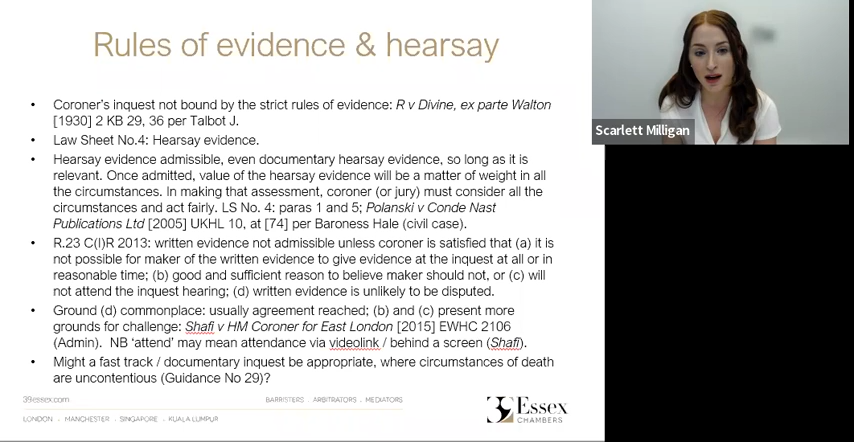 Rules of evidence & hearsay
• Coroner's inquest not bound by the strict rules of evidence: R v Divine, ex parte Walton
[1930] 2 KB 29, 36 per Talbot J.
• Law Sheet No.4: Hearsay evidence.
• Hearsay evidence admissible, even documentary hearsay evidence, so long as it is
relevant. Once admitted, value of the hearsay evidence will be a matter of weight in all
the circumstances. In making that assessment, coroner (or jury) must consider all the
circumstances and act fairly. LS No. 4: paras 1 and 5; Polanski v Conde Nast
Publications Ltd [2005] UKHL 10, at [74] per Baroness Hale (civil case).
• R.23 C(I)R 2013: written evidence not admissible unless coroner is satisfied that (a) it is
not possible for maker of the written evidence to give evidence at the inquest at all or in
reasonable time; (b) good and sufficient reason to believe maker should not, or (c) will
not attend the inquest hearing; (d) written evidence is unlikely to be disputed.
• Ground (d) commonplace: usually agreement reached; (b) and (c) present more
grounds for challenge: Shafi v HM Coroner for East London [2015] EWHC 2106
(Admin). NB 'attend' may mean attendance via videolink / behind a screen (Shafi).
• Might a fast track / documentary inquest be appropriate, where circumstances of death
are uncontentious (Guidance No 29)?
39essex.com
BARRISTERS . ARBITRATORS . MEDIATORS
LONDON . MANCHESTER . SINGAPORE . KUALA LUMPUR
39 Essex
CHAMBERS
Scarlett Milligan